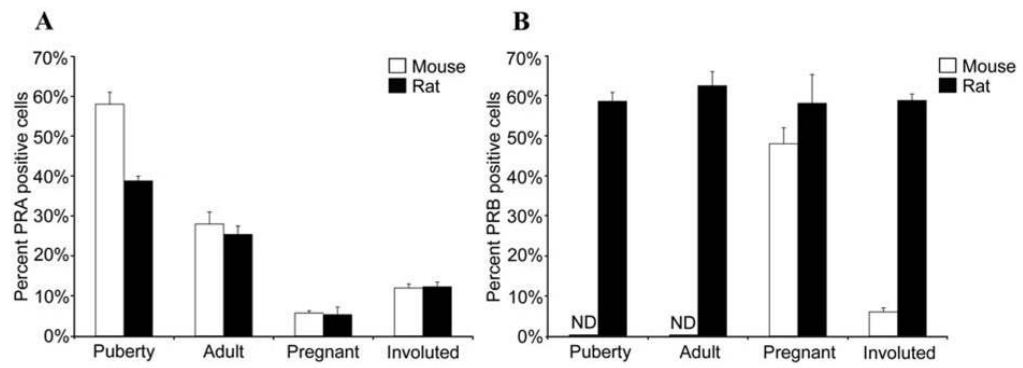 A
Percent PRA positive cells
70%
60%
50%
40%
30%
20%
10%
0%
Mouse
Rat
Puberty Adult Pregnant Involuted
B
Percent PRB positive cells
70%
60%
50%
40%
30%
20%
10%
0%
Mouse
Rat
ND ND
Puberty Adult Pregnant Involuted